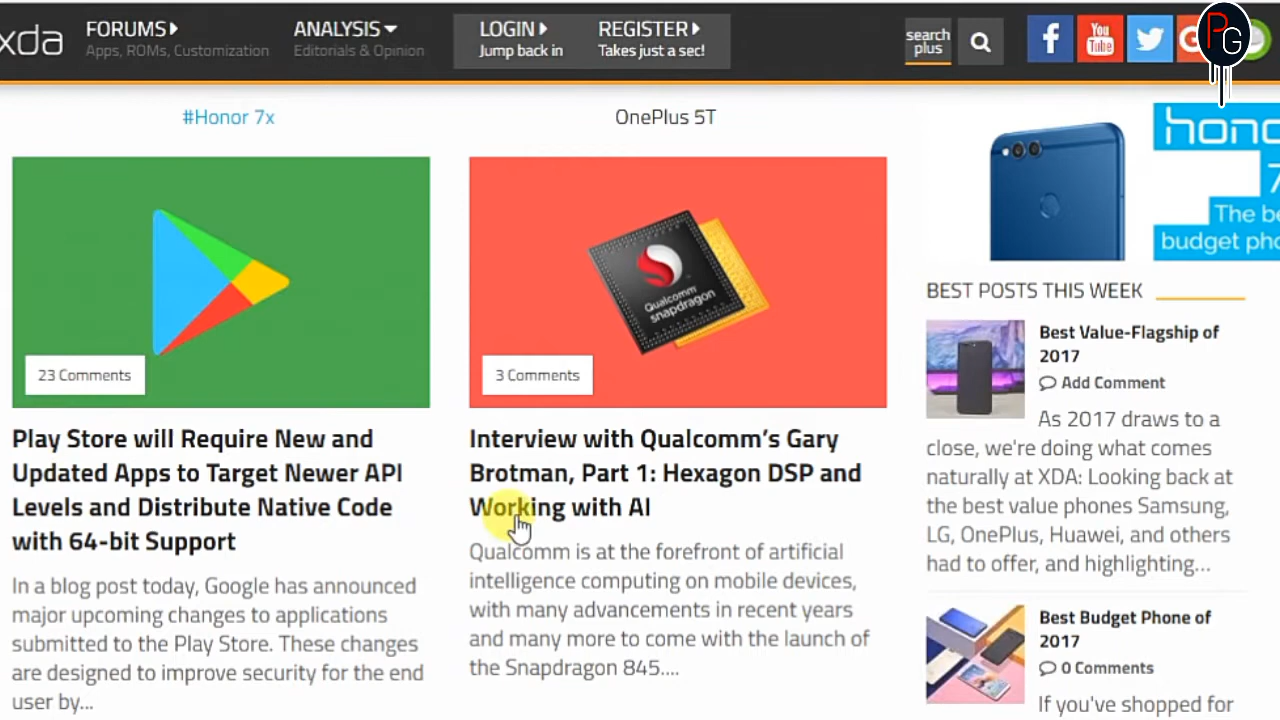 xda
FORUMS
Apps, ROMs, Customization
ANALYSIS
Editorials & Opinion
LOGIN
Jump back in
REGISTER
Takes just a sec!
search
plus
f
You
Tube
G
PG
#Honor 7x
OnePlus 5T
23 Comments
Play Store will Require New and
Updated Apps to Target Newer API
Levels and Distribute Native Code
with 64-bit Support
In a blog post today, Google has announced
major upcoming changes to applications
submitted to the Play Store. These changes
are designed to improve security for the end
user by...
Qualcomm
snapdragon
3 Comments
Interview with Qualcomm’s Gary
Brotman, Part 1: Hexagon DSP and
Working with AI
Qualcomm is at the forefront of artificial
intelligence computing on mobile devices,
with many advancements in recent years
and many more to come with the launch of
the Snapdragon 845....
hono
7
The be
budget pho
BEST POSTS THIS WEEK
Best Value-Flagship of
2017
Add Comment
As 2017 draws to a
close, we're doing what comes
naturally at XDA: Looking back at
the best value phones Samsung,
LG, OnePlus, Huawei, and others
had to offer, and highlighting...
Best Budget Phone of
2017
0 Comments
If you've shopped for